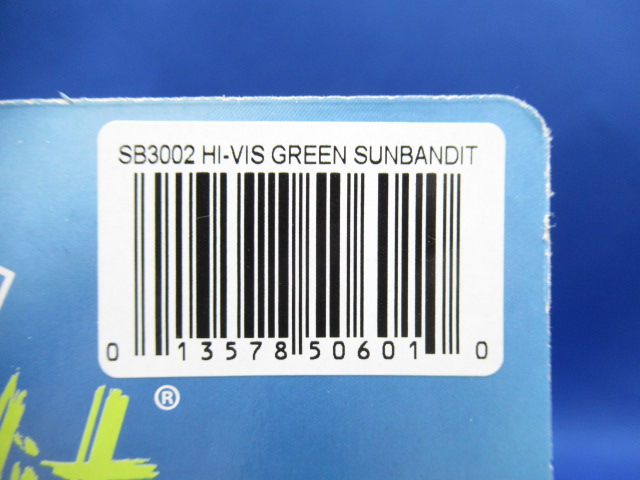 SB3002 HI-VIS GREEN SUNBANDIT
0 13578 50601 0
®